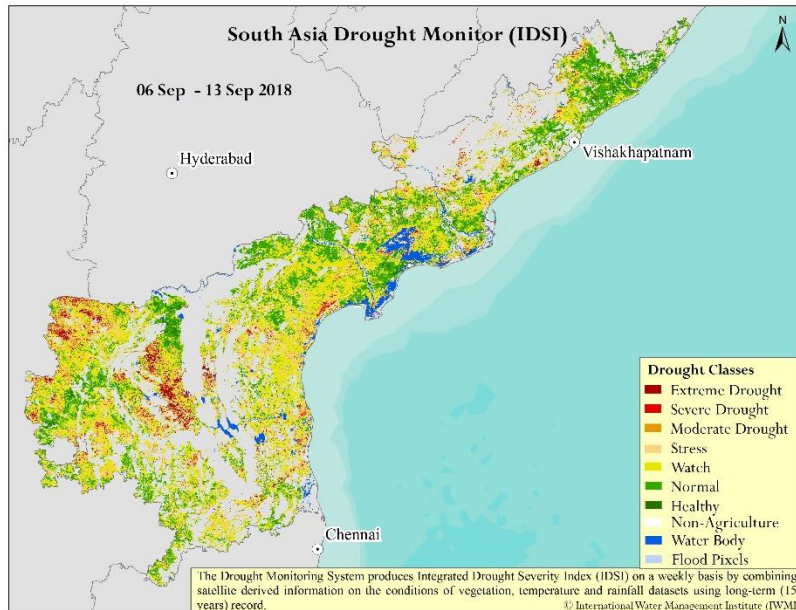 South Asia Drought Monitor (IDSI)
N
06 Sep - 13 Sep 2018
Hyderabad
Vishakhapatnam
Drought Classes
Extreme Drought
Severe Drought
Moderate Drought
Stress
Watch
Normal
Healthy
Non-Agriculture
Water Body
Flood Pixels
Chennai
The Drought Monitoring System produces Integrated Drought Severity Index (IDSI) on a weekly basis by combining
satellite derived information on the conditions of vegetation, temperature and rainfall datasets using long-term (15
years) record.
© International Water Management Institute (IWMI)